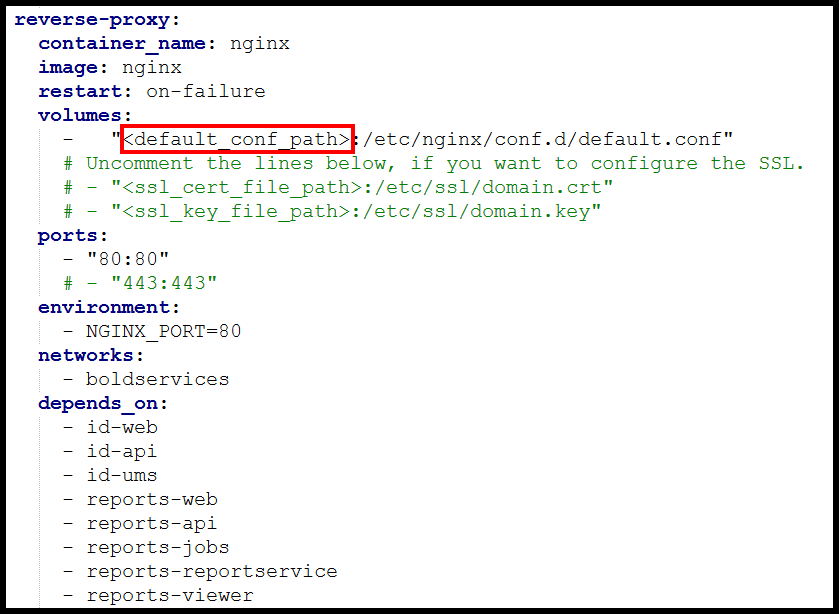 reverse-proxy:
  container_name: nginx
  image: nginx
  restart: on-failure
  volumes:
    -   "<default_conf_path>:/etc/nginx/conf.d/default.conf"
    # Uncomment the lines below, if you want to configure the SSL.
    # - "<ssl_cert_file_path>:/etc/ssl/domain.crt"
    # - "<ssl_key_file_path>:/etc/ssl/domain.key"
  ports:
    - "80:80"
    # - "443:443"
  environment:
    - NGINX_PORT=80
  networks:
    - boldservices
  depends_on:
    - id-web
    - id-api
    - id-ums
    - reports-web
    - reports-api
    - reports-jobs
    - reports-reportservice
    - reports-viewer